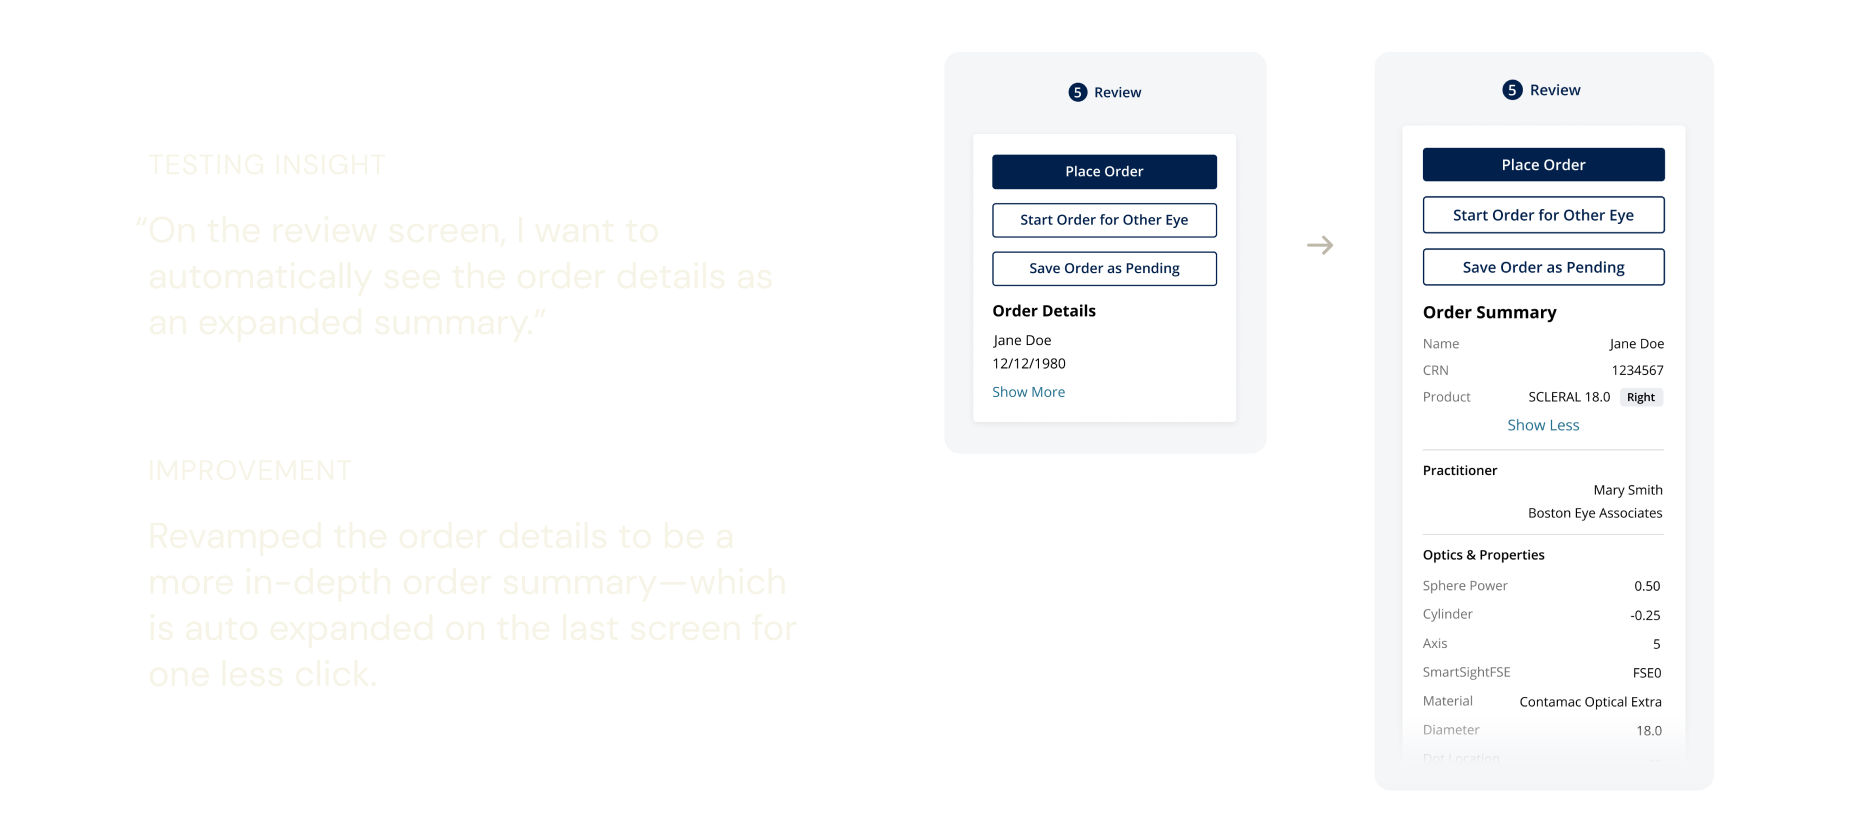 TESTING INSIGHT
“On the review screen, I want to
automatically see the order details as
an expanded summary.”
IMPROVEMENT
Revamped the order details to be a
more in-depth order summary—which
is auto expanded on the last screen for
one less click.
5 Review
Place Order
Start Order for Other Eye
Save Order as Pending
Order Details
Jane Doe
12/12/1980
Show More
5 Review
Place Order
Start Order for Other Eye
Save Order as Pending
Order Summary
Name Jane Doe
CRN 1234567
Product SCLERAL 18.0 Right
Show Less
Practitioner
Mary Smith
Boston Eye Associates
Optics & Properties
Sphere Power 0.50
Cylinder -0.25
Axis 5
SmartSightFSE FSE0
Material Contamac Optical Extra
Diameter 18.0
Dot Location